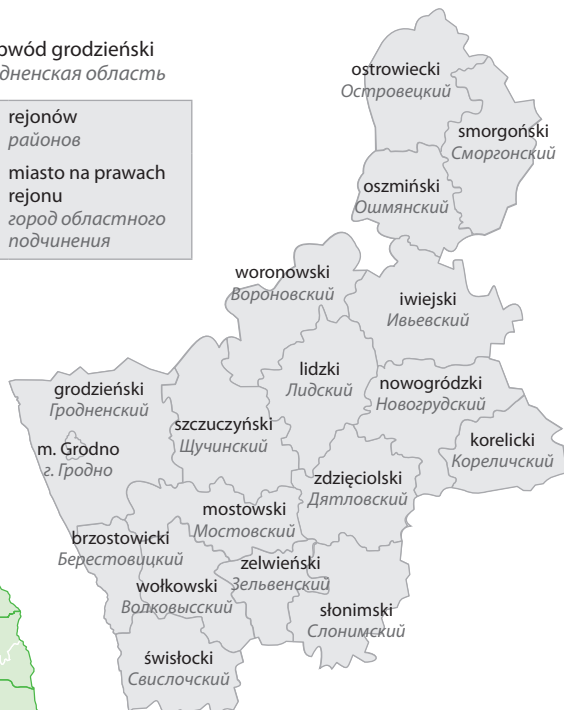 bwód grodzieński
дненская область
rejonów
районов
miasto na prawach
rejonu
город областного
подчинения
ostrowiecki
Островецкий
smorgoński
Сморгонский
oszmiński
Ошмянский
woronowski
Вороновский
iwiejski
Ивьевский
lidzki
Лидский
grodzieński
Гродненский
nowogródzki
Новогрудский
szczuczyński
Щучинский
korelicki
Кореличский
m. Grodno
г. Гродно
zdzięciolski
Дятловский
mostowski
Мостовский
brzostowicki
Берестовицкий
zelwieński
Зельвенский
wołkowski
Волковысский
słonimski
Слонимский
świsłocki
Свислочский